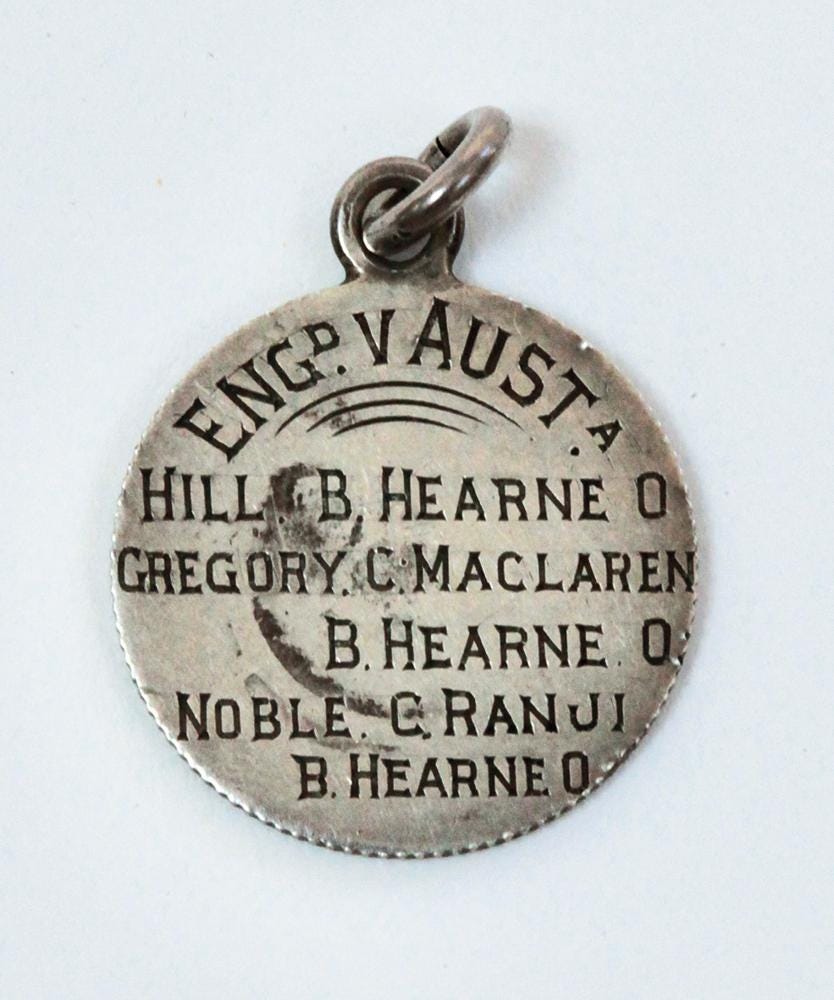 ENGᴰ. V AUSTᴬ.
HILL. B. HEARNE O
GREGORY. C. MACLAREN
B. HEARNE. O.
NOBLE. C. RANJI
B. HEARNE O